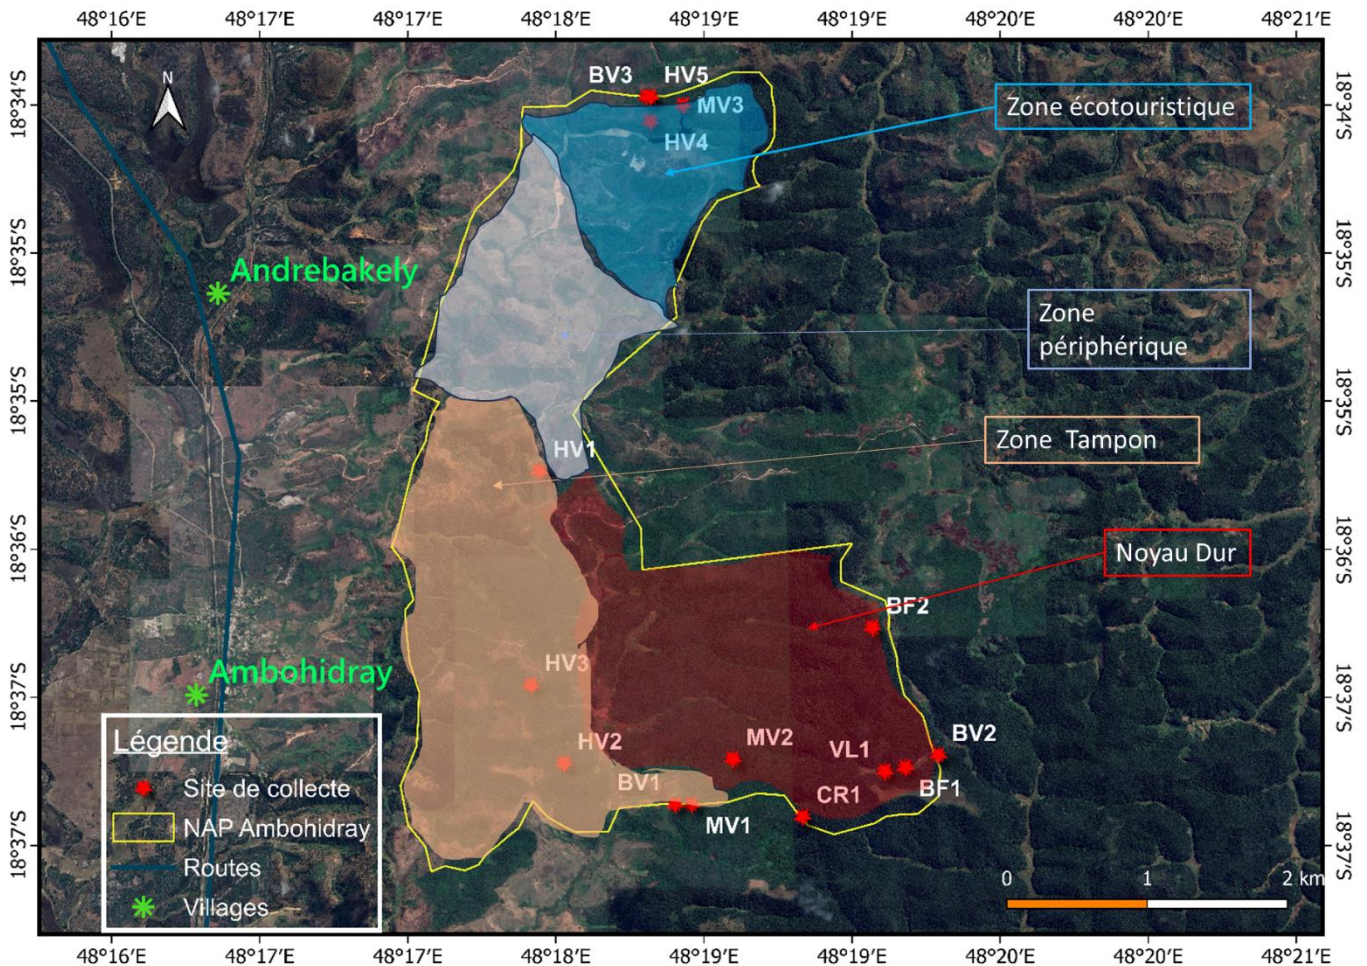 48°16'E 48°17'E 48°17'E 48°18'E 48°19'E 48°19'E 48°20'E 48°20'E 48°21'E
N
BV3 HV5
MV3
HV4
Zone écotouristique
18°34'S 18°34'S
18°35'S 18°35'S
Andrebakely
Zone
périphérique
18°35'S 18°35'S
HV1
Zone Tampon
18°36'S 18°36'S
Noyau Dur
BF2
HV3
Ambohidray
18°37'S 18°37'S
HV2
MV2
VL1
BV2
BV1
BF1
CR1
MV1
18°37'S 18°37'S
Légende
Site de collecte
NAP Ambohidray
Routes
Villages
0 1 2 km
48°16'E 48°17'E 48°17'E 48°18'E 48°19'E 48°19'E 48°20'E 48°20'E 48°21'E